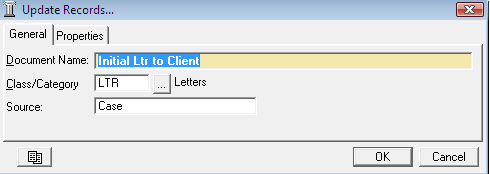 Update Records...
General Properties
Document Name: Initial Ltr to Client
Class/Category LTR ... Letters
Source: Case
OK Cancel